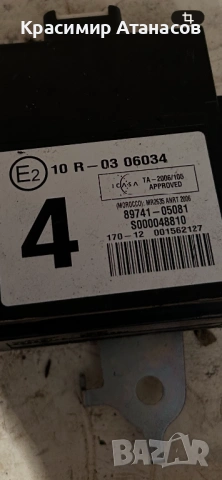 Красимир Атанасов
E2 10 R-03 06034
ICASA
TA-2006/100
APPROVED
4
(MOROCCO): MR2635 ANRT 2006
89741-05081
S000048810
170-12 001562127
bazar